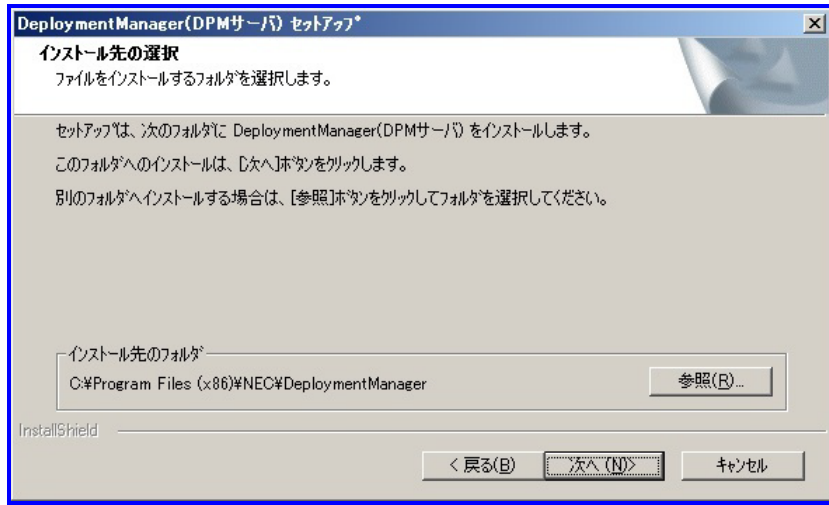 DeploymentManager(DPMサーバ) セットアップ
インストール先の選択
ファイルをインストールするフォルダを選択します。
セットアップは、次のフォルダに DeploymentManager(DPMサーバ) をインストールします。
このフォルダへのインストールは、[次へ]ボタンをクリックします。
別のフォルダへインストールする場合は、[参照]ボタンをクリックしてフォルダを選択してください。
インストール先のフォルダ
C:¥Program Files (x86)¥NEC¥DeploymentManager
参照(R)...
InstallShield
< 戻る(B)
次へ (N)>
キャンセル